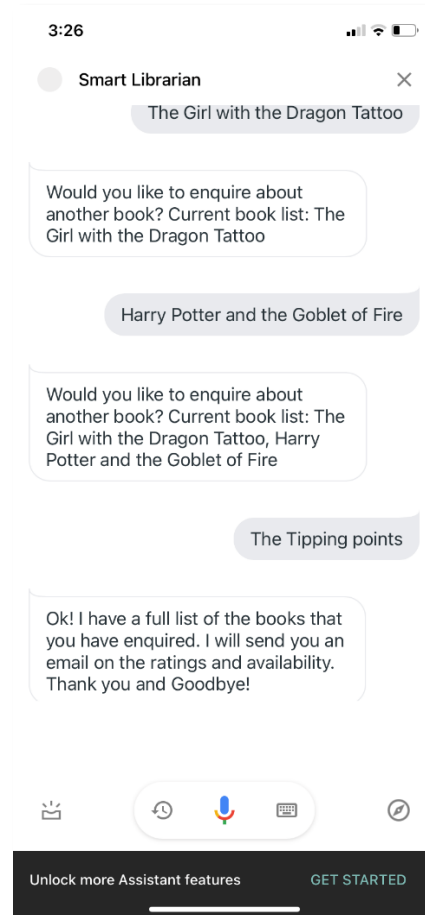 3:26
Smart Librarian
The Girl with the Dragon Tattoo
Would you like to enquire about
another book? Current book list: The
Girl with the Dragon Tattoo
Harry Potter and the Goblet of Fire
Would you like to enquire about
another book? Current book list: The
Girl with the Dragon Tattoo, Harry
Potter and the Goblet of Fire
The Tipping points
Ok! I have a full list of the books that
you have enquired. I will send you an
email on the ratings and availability.
Thank you and Goodbye!
Unlock more Assistant features
GET STARTED